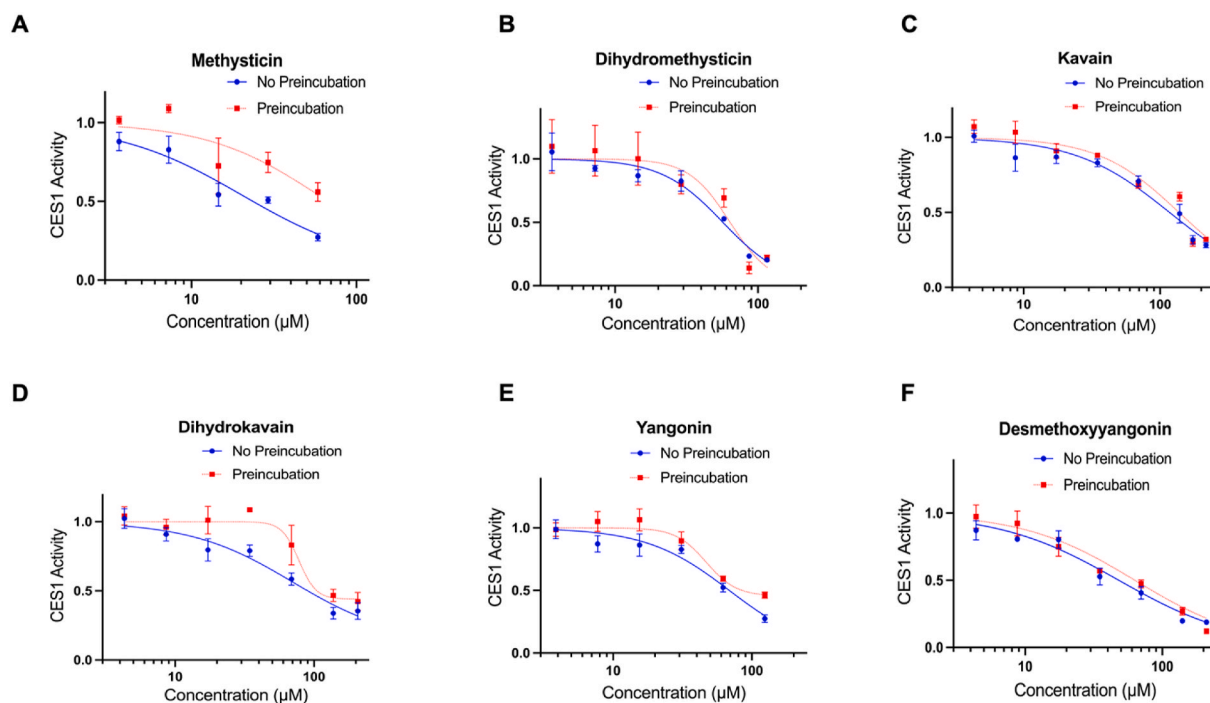 A
Methysticin
No Preincubation
Preincubation
CES1 Activity
1.0
0.5
0.0
10
100
Concentration (µM)
B
Dihydromethysticin
No Preincubation
Preincubation
CES1 Activity
1.0
0.5
0.0
10
100
Concentration (µM)
C
Kavain
No Preincubation
Preincubation
CES1 Activity
1.0
0.5
0.0
10
100
Concentration (µM)
D
Dihydrokavain
No Preincubation
Preincubation
CES1 Activity
1.0
0.5
0.0
10
100
Concentration (µM)
E
Yangonin
No Preincubation
Preincubation
CES1 Activity
1.0
0.5
0.0
10
100
Concentration (µM)
F
Desmethoxyyangonin
No Preincubation
Preincubation
CES1 Activity
1.0
0.5
0.0
10
100
Concentration (µM)